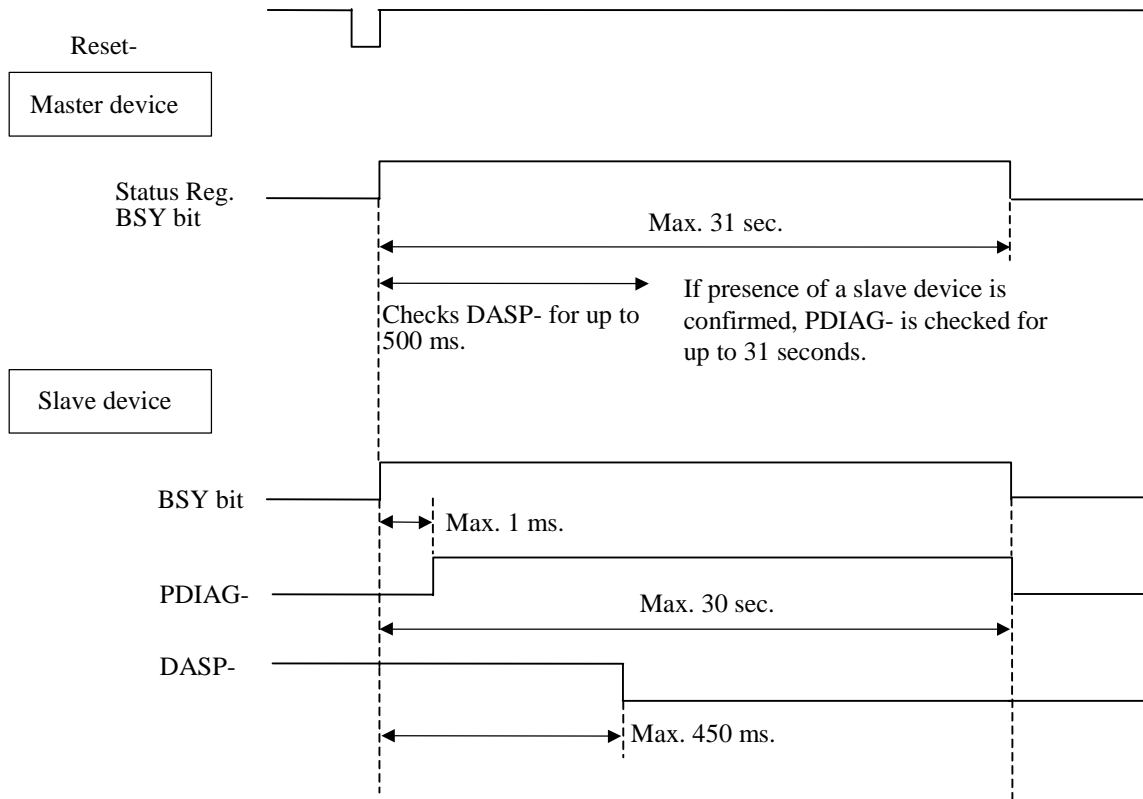 Reset-
Master device
Status Reg.
BSY bit
Max. 31 sec.
Checks DASP- for up to
500 ms.
If presence of a slave device is
confirmed, PDIAG- is checked for
up to 31 seconds.
Slave device
BSY bit
Max. 1 ms.
PDIAG-
Max. 30 sec.
DASP-
Max. 450 ms.